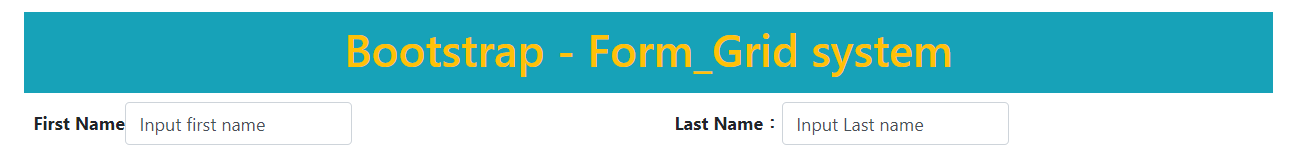 Bootstrap - Form_Grid system
First Name Input first name Last Name： Input Last name